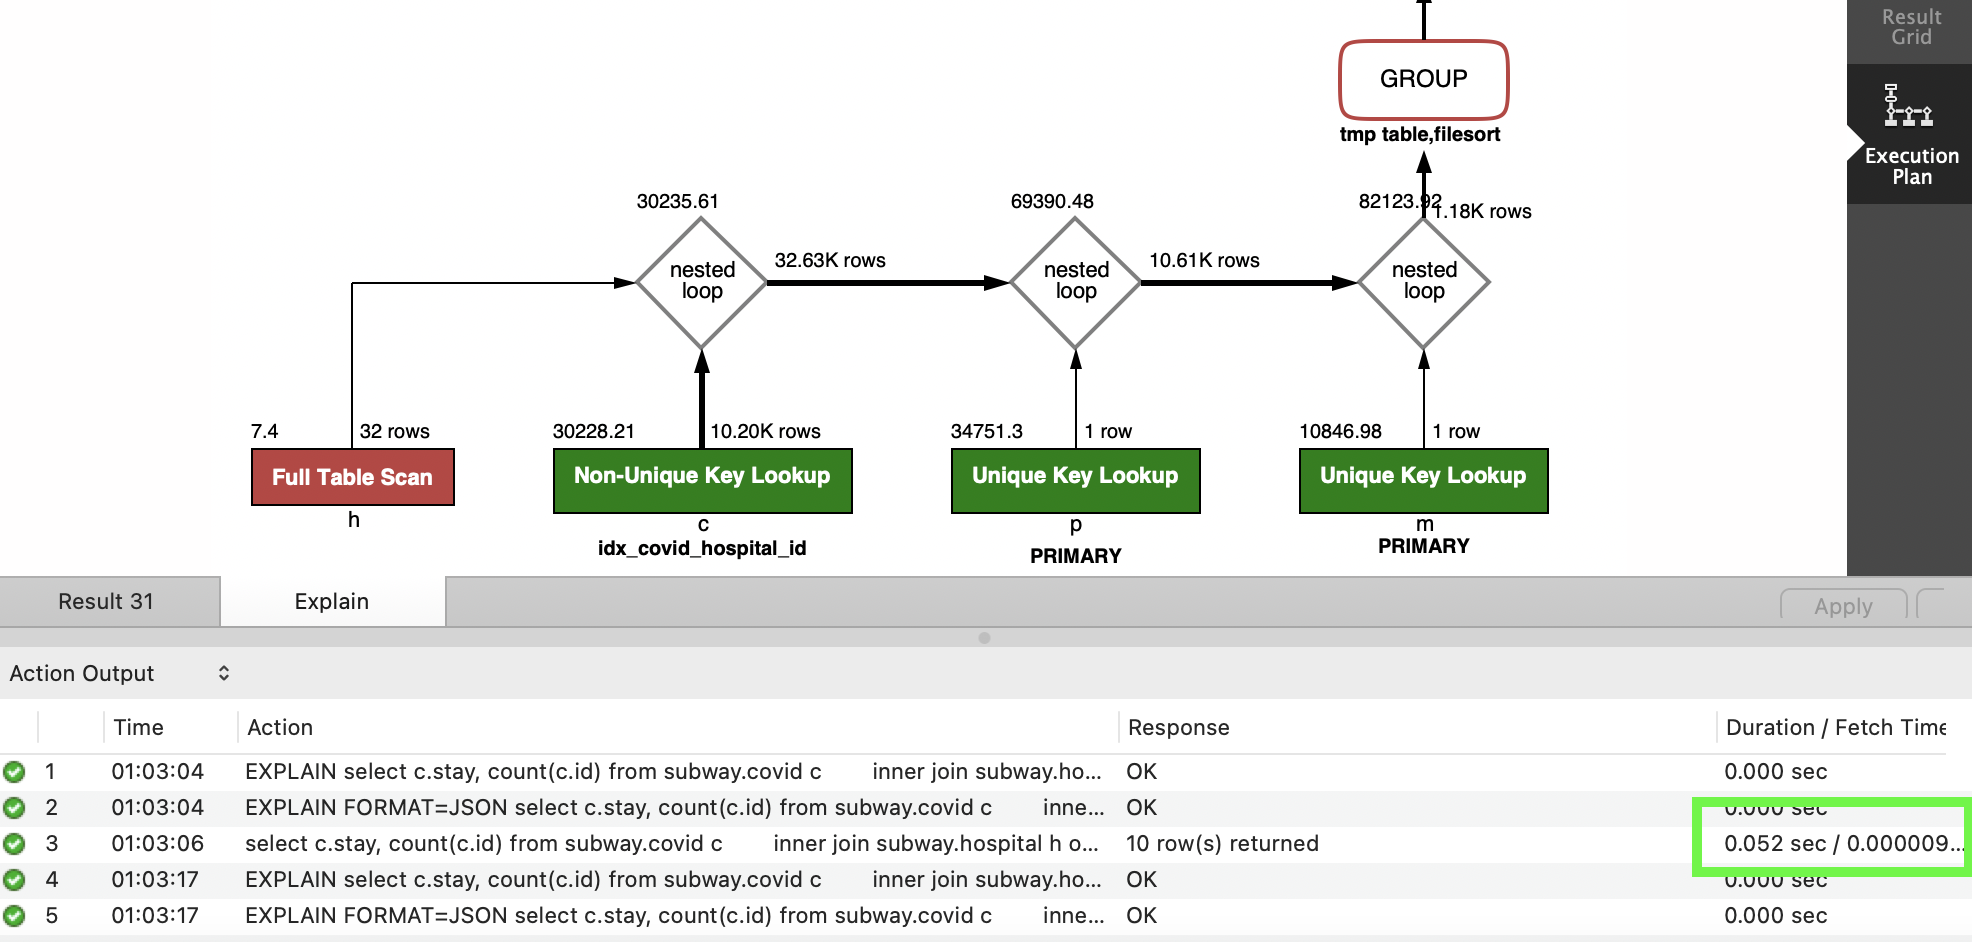 Result
Grid
GROUP
tmp table,filesort
Execution
Plan
30235.61
69390.48
82123.92
1.18K rows
nested
loop
32.63K rows
nested
loop
10.61K rows
nested
loop
7.4
32 rows
30228.21
10.20K rows
34751.3
1 row
10846.98
1 row
Full Table Scan
Non-Unique Key Lookup
Unique Key Lookup
Unique Key Lookup
h
c
p
m
idx_covid_hospital_id
PRIMARY
PRIMARY
Result 31
Explain
Apply
Action Output
Time Action Response Duration / Fetch Time
1 01:03:04 EXPLAIN select c.stay, count(c.id) from subway.covid c inner join subway.ho... OK 0.000 sec
2 01:03:04 EXPLAIN FORMAT=JSON select c.stay, count(c.id) from subway.covid c inne... OK 0.000 sec
3 01:03:06 select c.stay, count(c.id) from subway.covid c inner join subway.hospital h o... 10 row(s) returned 0.052 sec / 0.000009...
4 01:03:17 EXPLAIN select c.stay, count(c.id) from subway.covid c inner join subway.ho... OK 0.000 sec
5 01:03:17 EXPLAIN FORMAT=JSON select c.stay, count(c.id) from subway.covid c inne... OK 0.000 sec